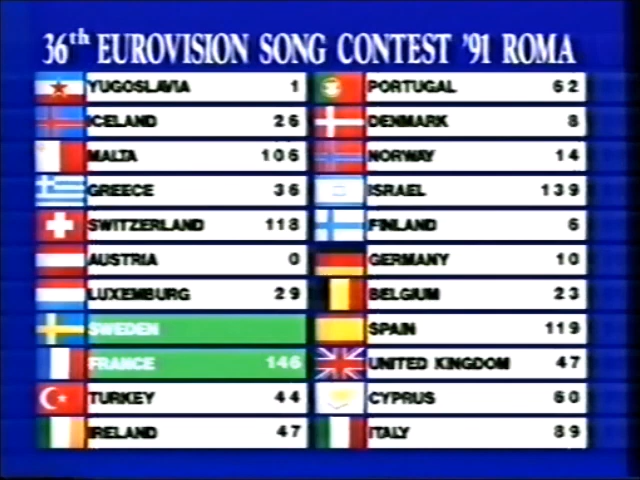 36th EUROVISION SONG CONTEST '91 ROMA
YUGOSLAVIA 1
ICELAND 26
MALTA 106
GREECE 36
SWITZERLAND 118
AUSTRIA 0
LUXEMBURG 29
SWEDEN
FRANCE 146
TURKEY 44
IRELAND 47
PORTUGAL 62
DENMARK 8
NORWAY 14
ISRAEL 139
FINLAND 6
GERMANY 10
BELGIUM 23
SPAIN 119
UNITED KINGDOM 47
CYPRUS 60
ITALY 89